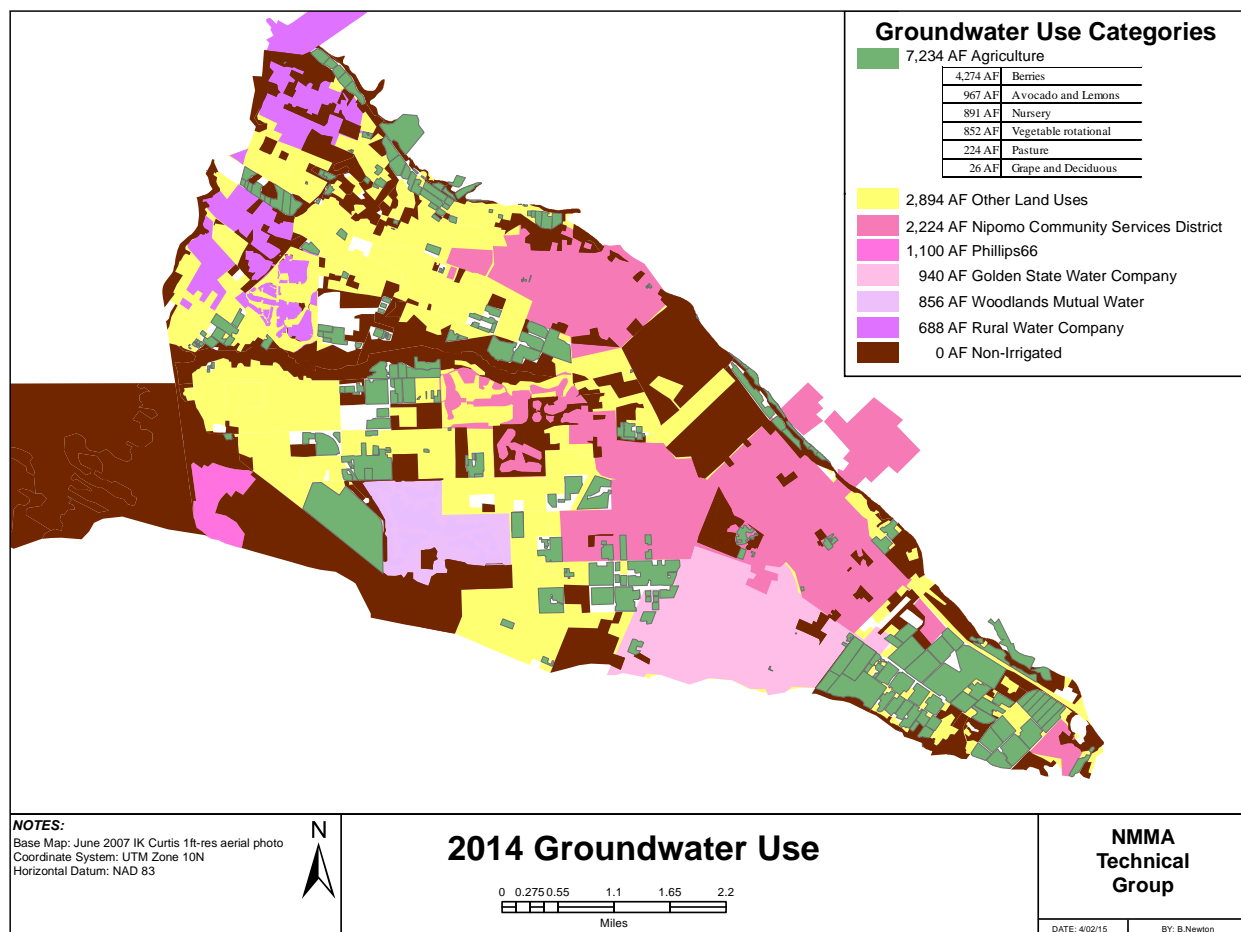 Groundwater Use Categories
7,234 AF Agriculture
4,274 AF Berries
967 AF Avocado and Lemons
891 AF Nursery
852 AF Vegetable rotational
224 AF Pasture
26 AF Grape and Deciduous
2,894 AF Other Land Uses
2,224 AF Nipomo Community Services District
1,100 AF Phillips66
940 AF Golden State Water Company
856 AF Woodlands Mutual Water
688 AF Rural Water Company
0 AF Non-Irrigated
NOTES:
Base Map: June 2007 IK Curtis 1ft-res aerial photo
Coordinate System: UTM Zone 10N
Horizontal Datum: NAD 83
N
2014 Groundwater Use
0 0.275 0.55 1.1 1.65 2.2
Miles
NMMA
Technical
Group
DATE: 4/02/15 BY: B.Newton